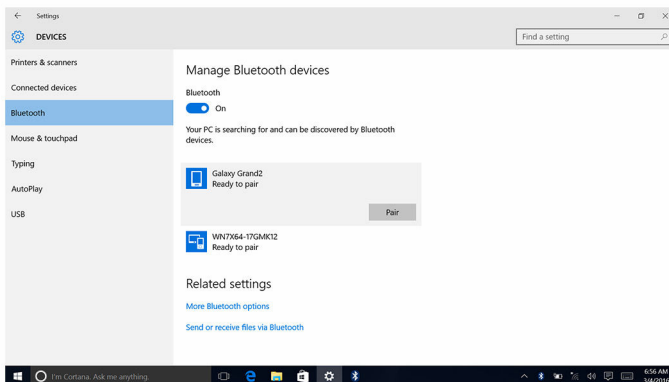 Settings
DEVICES
Find a setting
Printers & scanners
Connected devices
Bluetooth
Mouse & touchpad
Typing
AutoPlay
USB
Manage Bluetooth devices
Bluetooth
On
Your PC is searching for and can be discovered by Bluetooth
devices.
Galaxy Grand2
Ready to pair
Pair
WN7X64-17GMK12
Ready to pair
Related settings
More Bluetooth options
Send or receive files via Bluetooth
I'm Cortana. Ask me anything.
6:56 AM